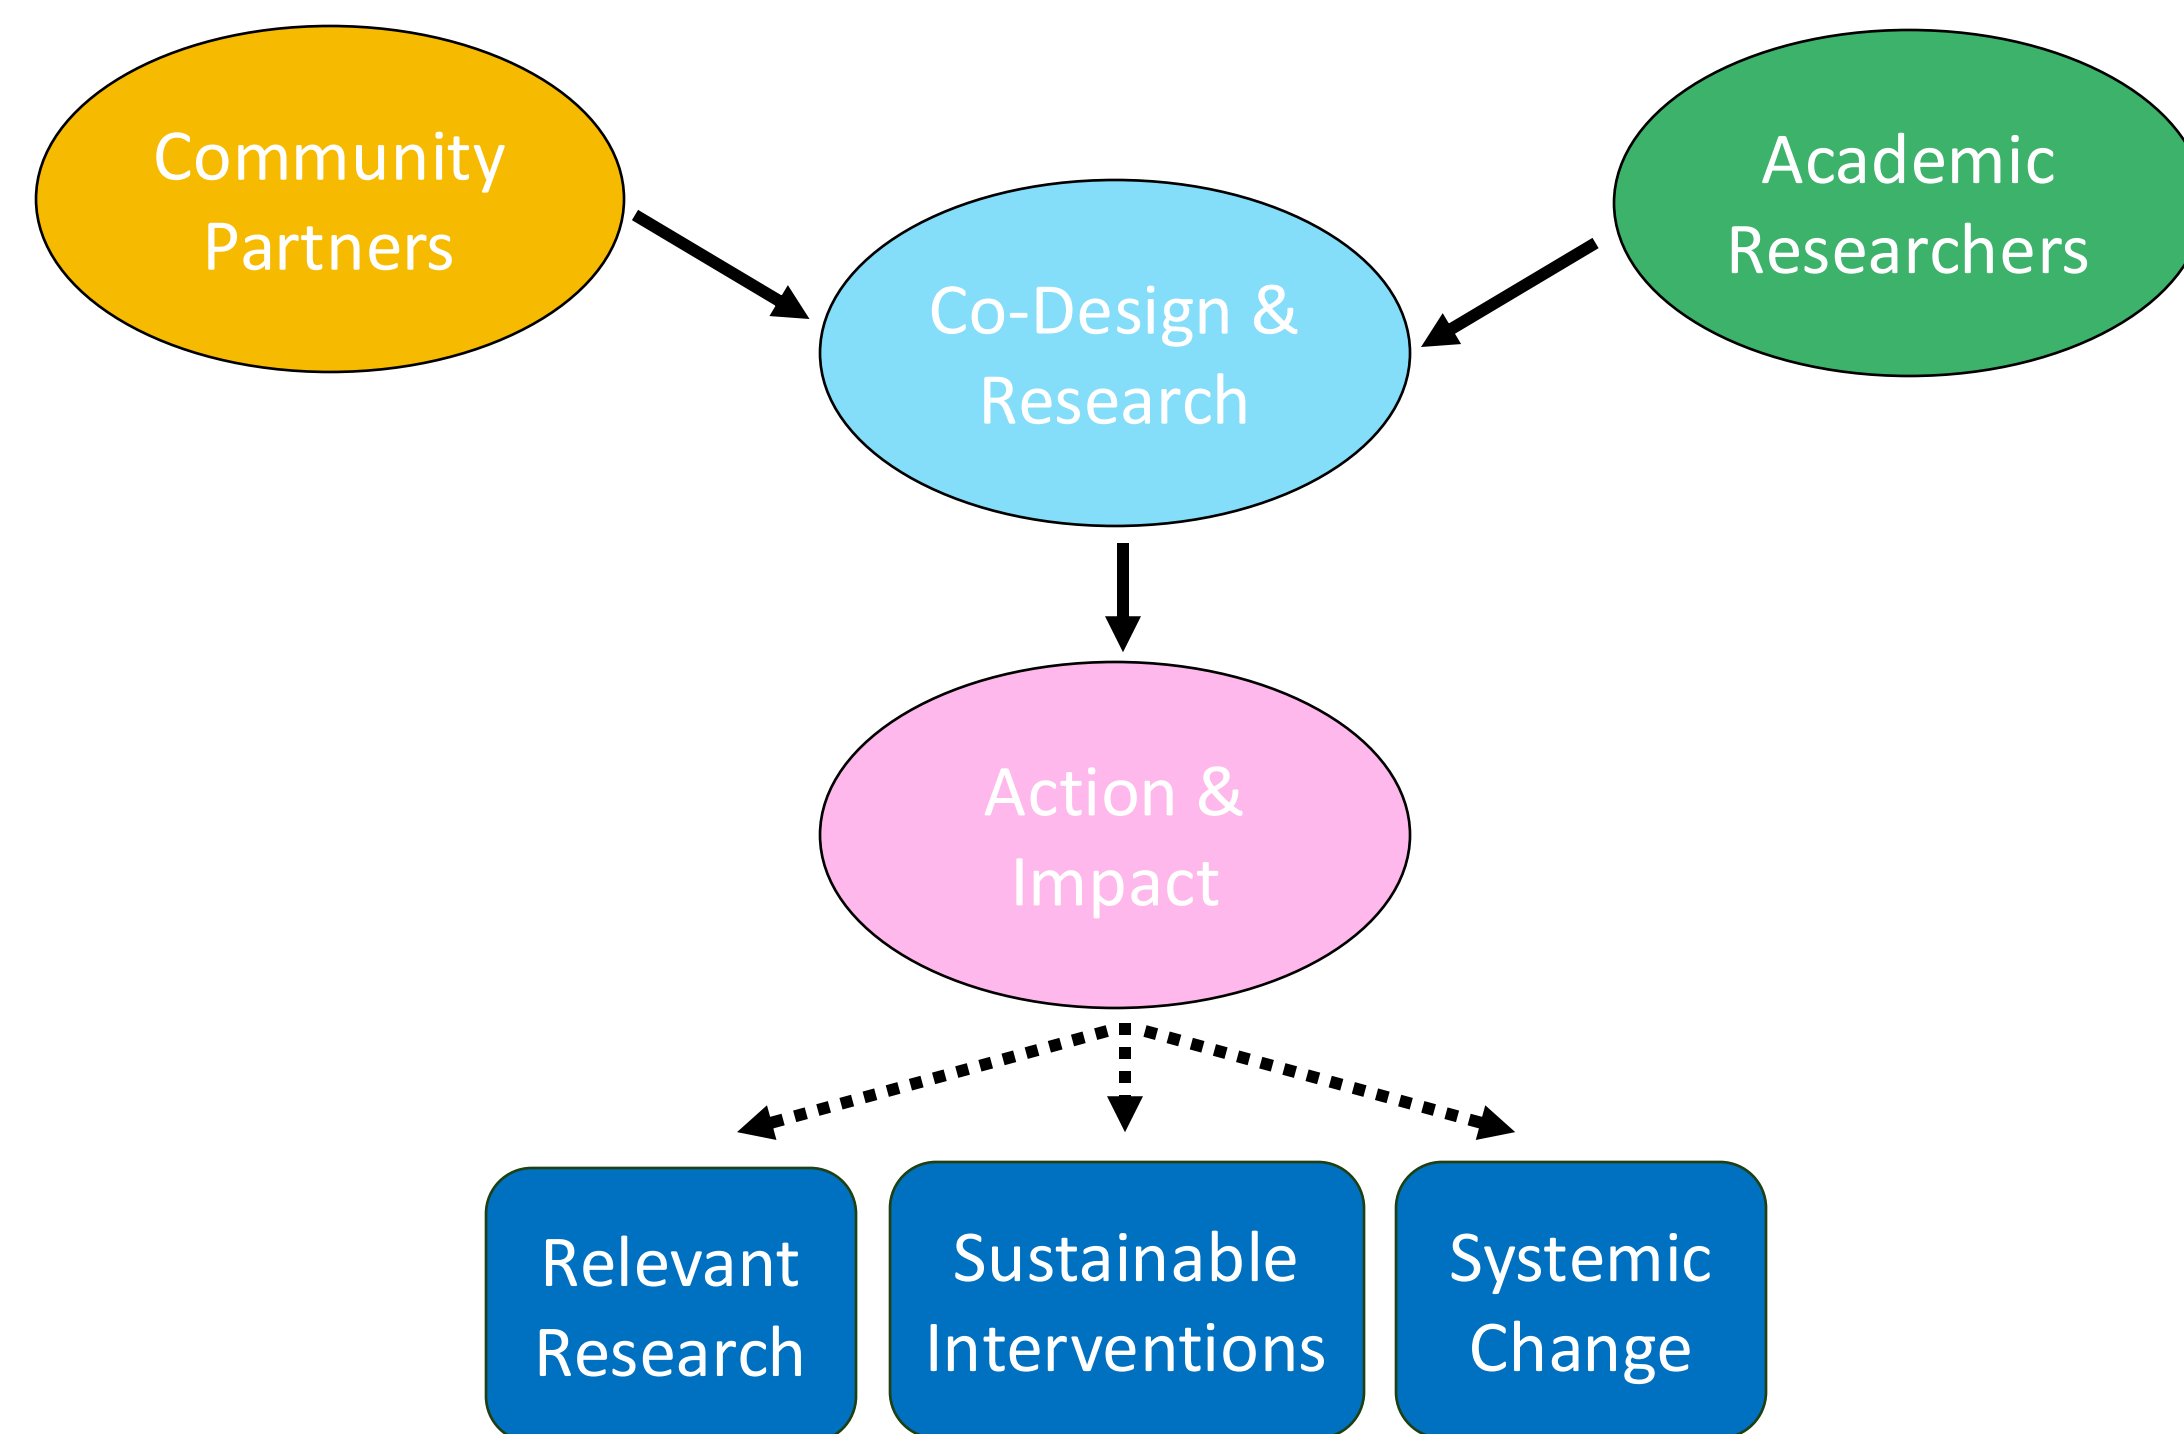 Community
Partners
Academic
Researchers
Co-Design &
Research
Action &
Impact
Relevant
Research
Sustainable
Interventions
Systemic
Change